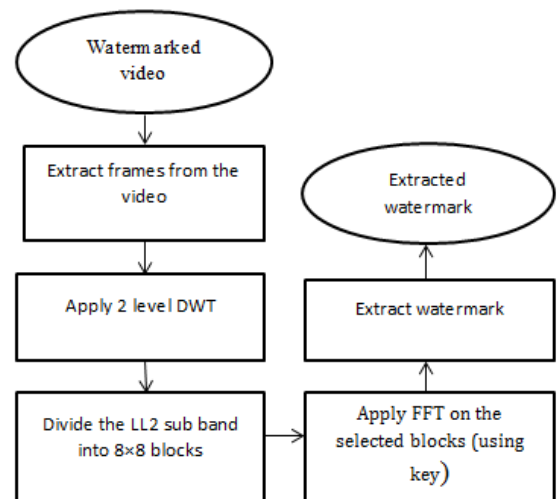 Watermarked
video
Extract frames from the
video
Apply 2 level DWT
Divide the LL2 sub band
into 8×8 blocks
Apply FFT on the
selected blocks (using
key)
Extract watermark
Extracted
watermark